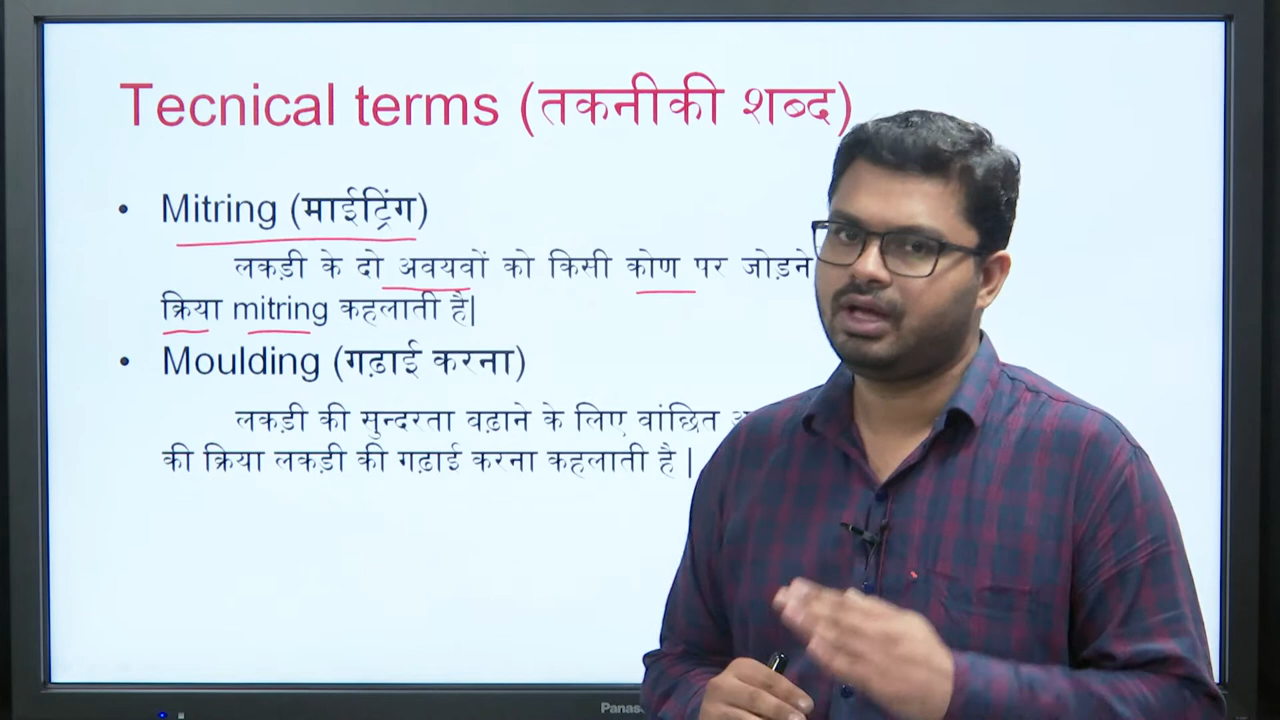 Tecnical terms (तकनीकी शब्द)
• Mitring (माईट्रिंग)
लकड़ी के दो अवयवों को किसी कोण पर जोड़ने
क्रिया mitring कहलाती है|
• Moulding (गढ़ाई करना)
लकड़ी की सुन्दरता बढ़ाने के लिए वांछित
की क्रिया लकड़ी की गढ़ाई करना कहलाती है |